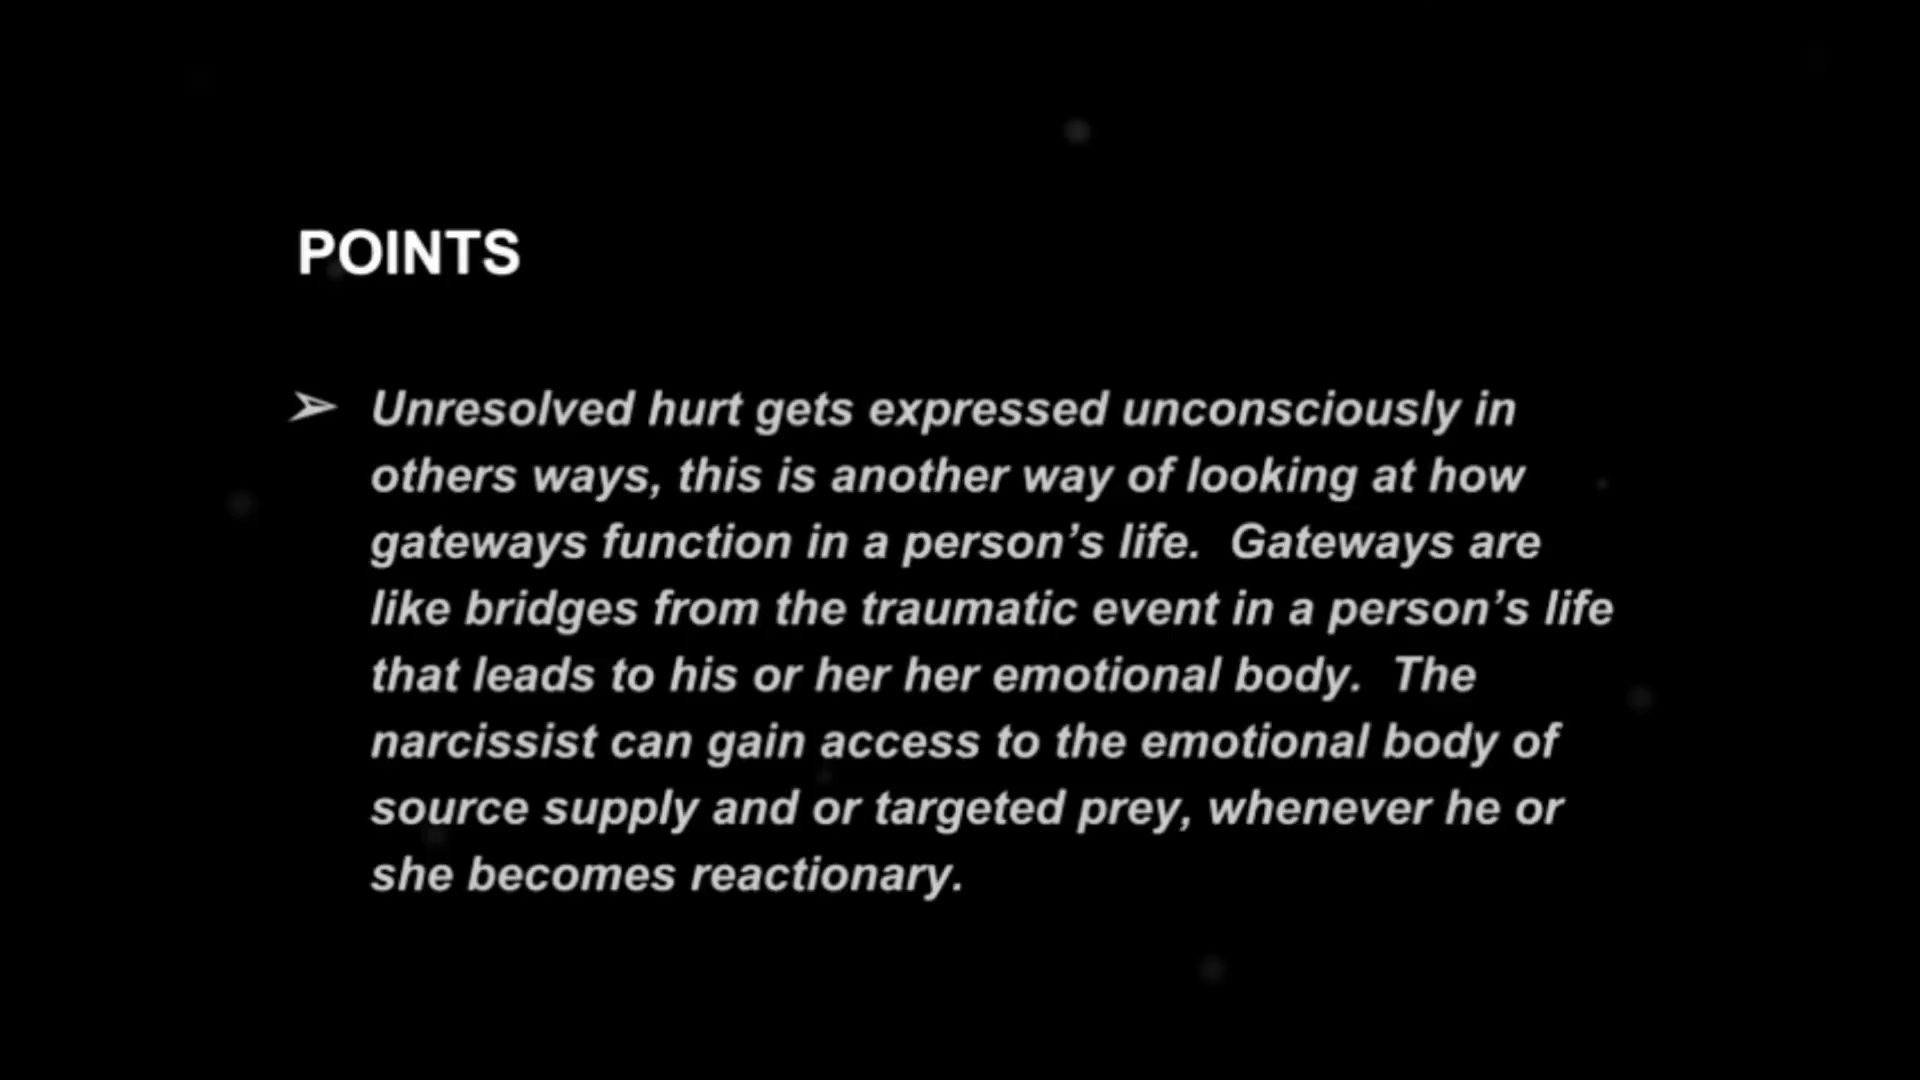 POINTS
➢ Unresolved hurt gets expressed unconsciously in
others ways, this is another way of looking at how
gateways function in a person’s life.  Gateways are
like bridges from the traumatic event in a person’s life
that leads to his or her her emotional body.  The
narcissist can gain access to the emotional body of
source supply and or targeted prey, whenever he or
she becomes reactionary.